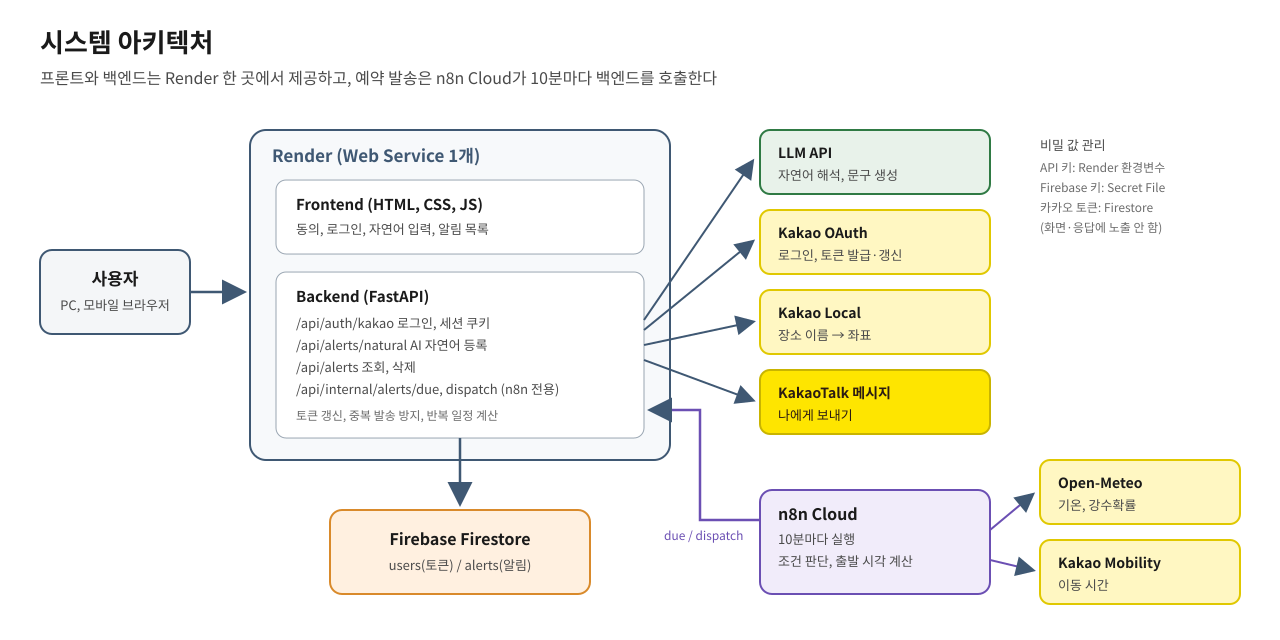 시스템 아키텍처
프론트와 백엔드는 Render 한 곳에서 제공하고, 예약 발송은 n8n Cloud가 10분마다 백엔드를 호출한다
사용자
PC, 모바일 브라우저
Render (Web Service 1개)
Frontend (HTML, CSS, JS)
동의, 로그인, 자연어 입력, 알림 목록
Backend (FastAPI)
/api/auth/kakao 로그인, 세션 쿠키
/api/alerts/natural AI 자연어 등록
/api/alerts 조회, 삭제
/api/internal/alerts/due, dispatch (n8n 전용)
토큰 갱신, 중복 발송 방지, 반복 일정 계산
Firebase Firestore
users(토큰) / alerts(알림)
LLM API
자연어 해석, 문구 생성
Kakao OAuth
로그인, 토큰 발급·갱신
Kakao Local
장소 이름 → 좌표
KakaoTalk 메시지
나에게 보내기
due / dispatch
n8n Cloud
10분마다 실행
조건 판단, 출발 시각 계산
비밀 값 관리
API 키: Render 환경변수
Firebase 키: Secret File
카카오 토큰: Firestore
(화면·응답에 노출 안 함)
Open-Meteo
기온, 강수확률
Kakao Mobility
이동 시간